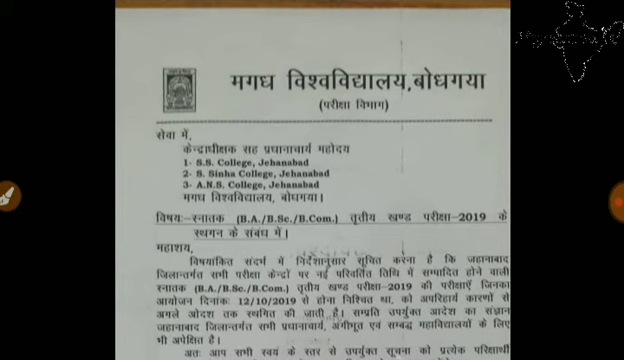 मगध विश्वविद्यालय,बोधगया
(परीक्षा विभाग)
सेवा में,
केन्द्राधीक्षक सह प्रधानाचार्य महोदय
1- S.S. College, Jehanabad
2- S. Sinha College, Jehanabad
3- A.N.S. College, Jehanabad
मगध विश्वविद्यालय, बोधगया।
विषयः–स्नातक (B.A./B.Sc./B.Com.) तृतीय खण्ड परीक्षा–2019 के
स्थगन के संबंध में।
महाशय,
विषयांकित संदर्भ में निर्देशानुसार सूचित करना है कि जहानाबाद
जिलान्तर्गत सभी परीक्षा केन्द्रों पर नई परिवर्तित तिथि में सम्पादित होने वाली
स्नातक (B.A./B.Sc./B.Com.) तृतीय खण्ड परीक्षा-2019 की परीक्षाएँ जिनका
आयोजन दिनांकः 12/10/2019 से होना निश्चित था, को अपरिहार्य कारणों से
अगले ओदश तक स्थगित की जाती है। सम्प्रति उपर्युक्त आदेश का संज्ञान
जहानाबाद जिलान्तर्गत सभी प्रधानाचार्य, अंगीभूत एवं सम्बद्ध महाविद्यालयों के लिए
भी अपेक्षित है।
अतः आप सभी स्वयं के स्तर से उपर्युक्त सूचना को प्रत्येक परीक्षार्थी